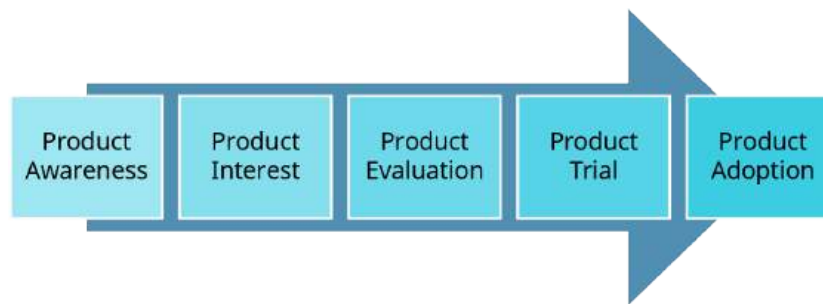 Product
Awareness
Product
Interest
Product
Evaluation
Product
Trial
Product
Adoption